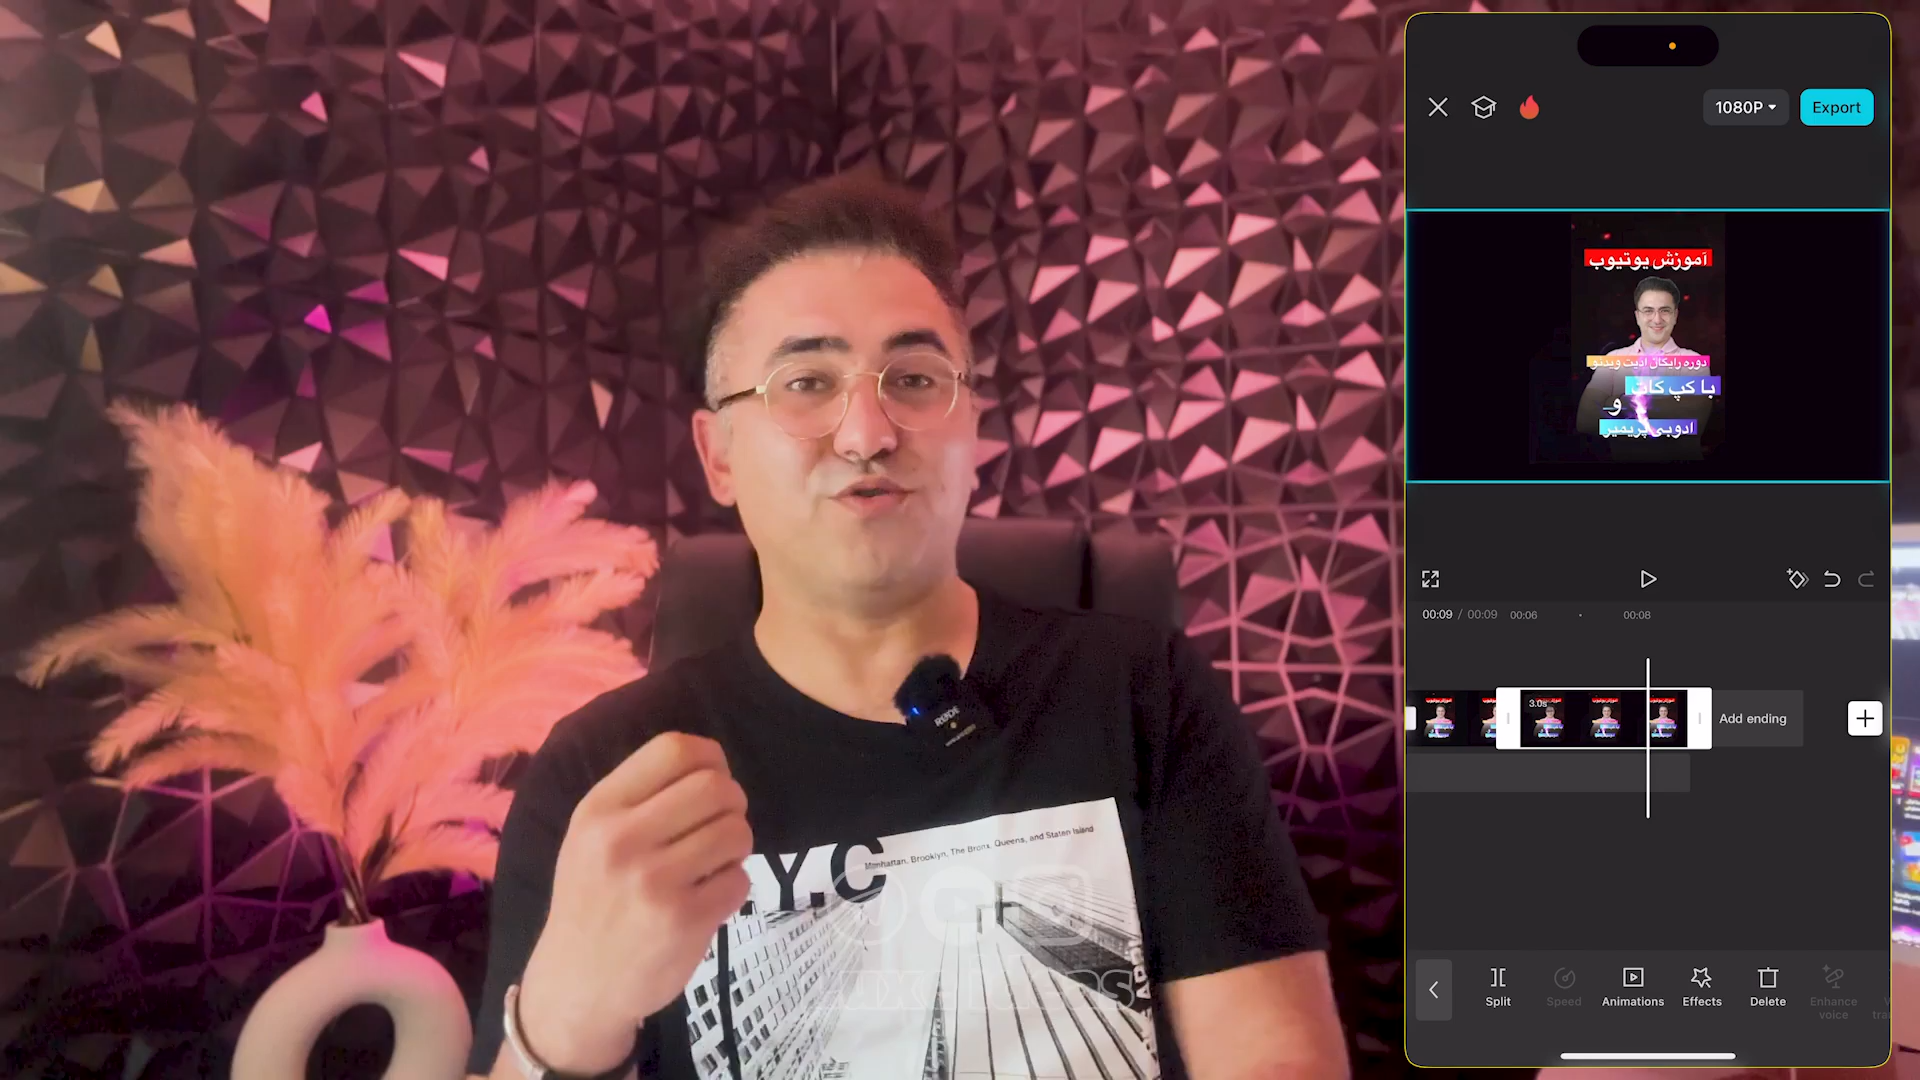 1080P
Export
آموزش یوتیوب
دوره رایگان ادیت ویدئو
با کپ کات
و
ادوبی پریمیر
00:09 / 00:09
00:06
00:08
3.0s
Add ending
RØDE
Y.C
Manhattan, Brooklyn, The Bronx, Queens, and Staten Island
Split
Speed
Animations
Effects
Delete
Enhance
voice